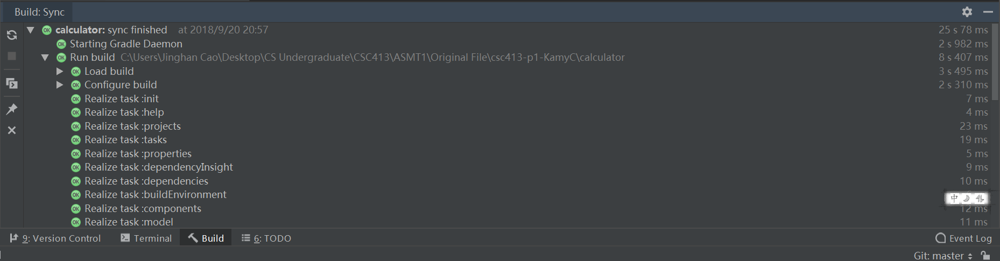 Build: Sync
calculator: sync finished at 2018/9/20 20:57 25 s 78 ms
Starting Gradle Daemon 2 s 982 ms
Run build C:\Users\Jinghan Cao\Desktop\CS Undergraduate\CSC413\ASMT1\Original File\csc413-p1-KamyC\calculator 8 s 407 ms
Load build 3 s 495 ms
Configure build 2 s 310 ms
Realize task :init 7 ms
Realize task :help 4 ms
Realize task :projects 23 ms
Realize task :tasks 19 ms
Realize task :properties 5 ms
Realize task :dependencyInsight 9 ms
Realize task :dependencies 10 ms
Realize task :buildEnvironment
中
Realize task :components 12 ms
Realize task :model 11 ms
9: Version Control Terminal Build 6: TODO Event Log
Git: master